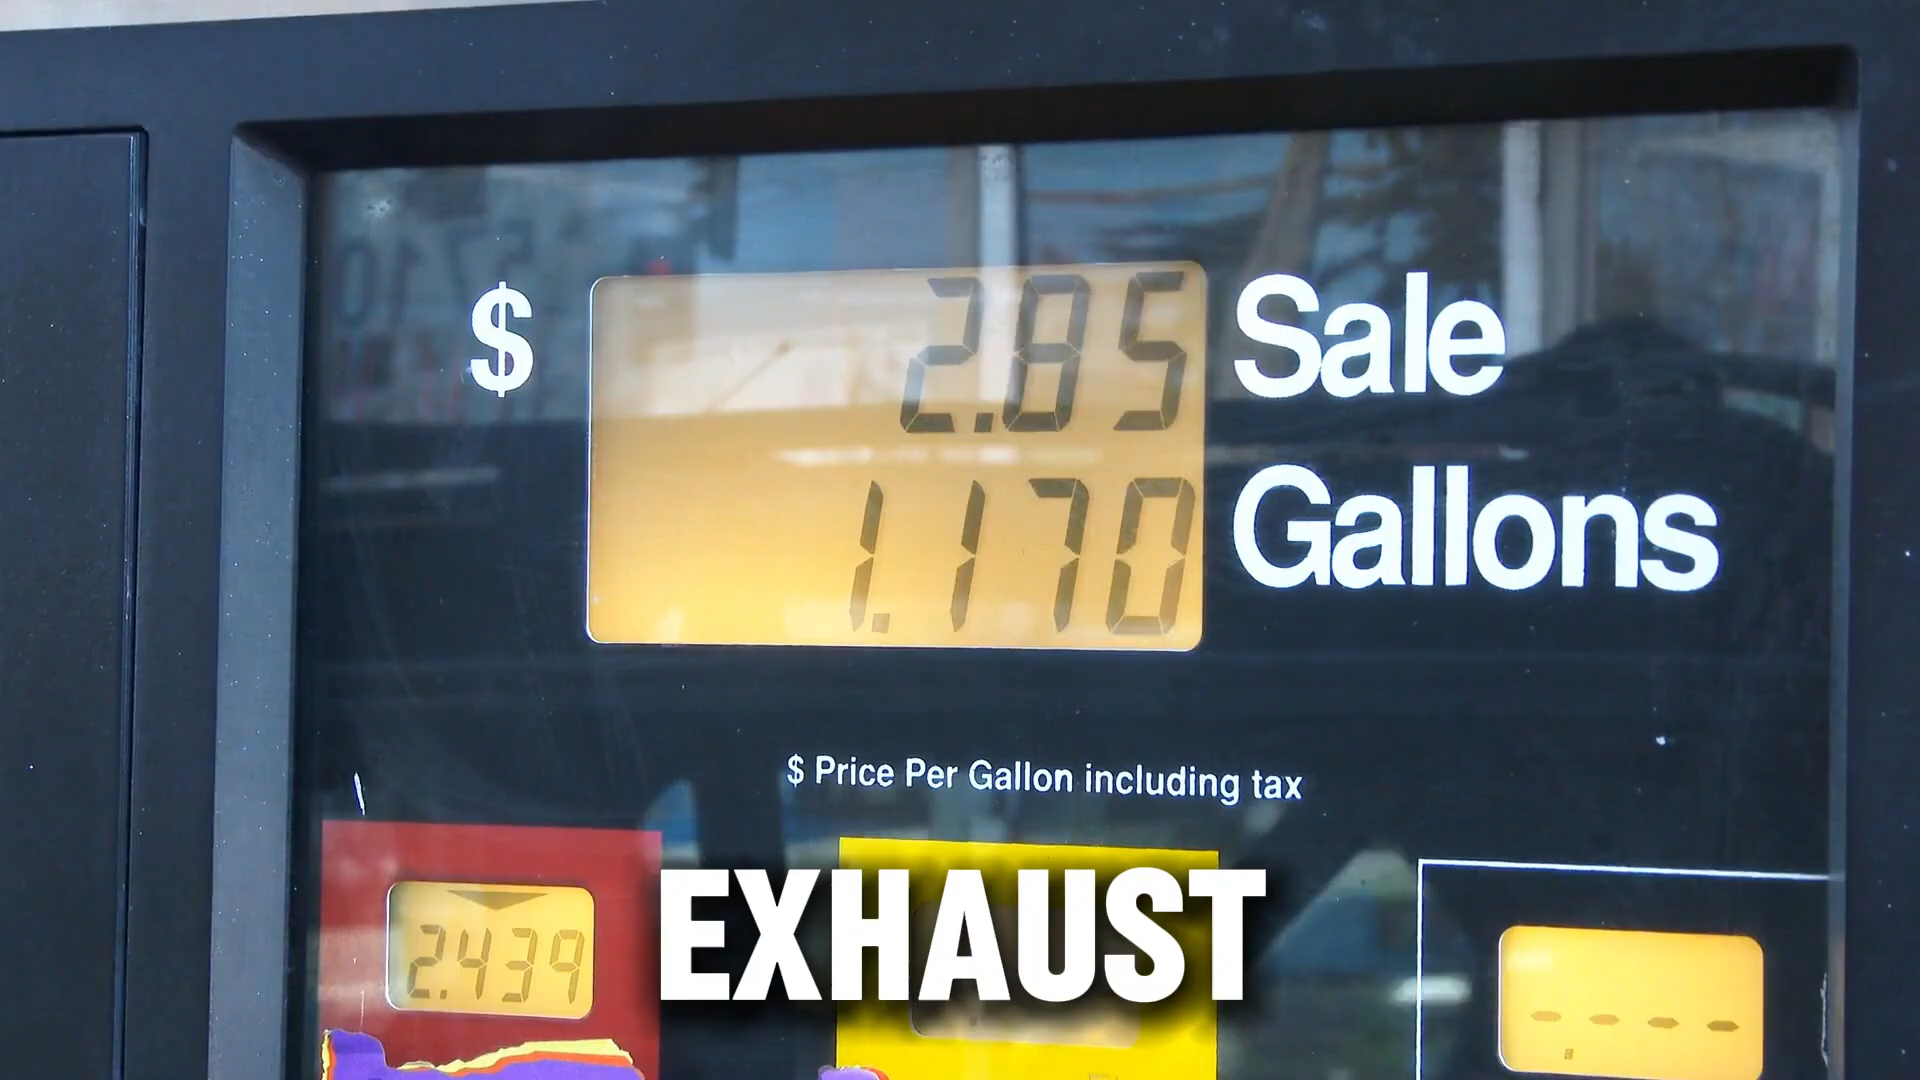 $ 2.85 Sale
1.170 Gallons
$ Price Per Gallon including tax
2.439
EXHAUST
----